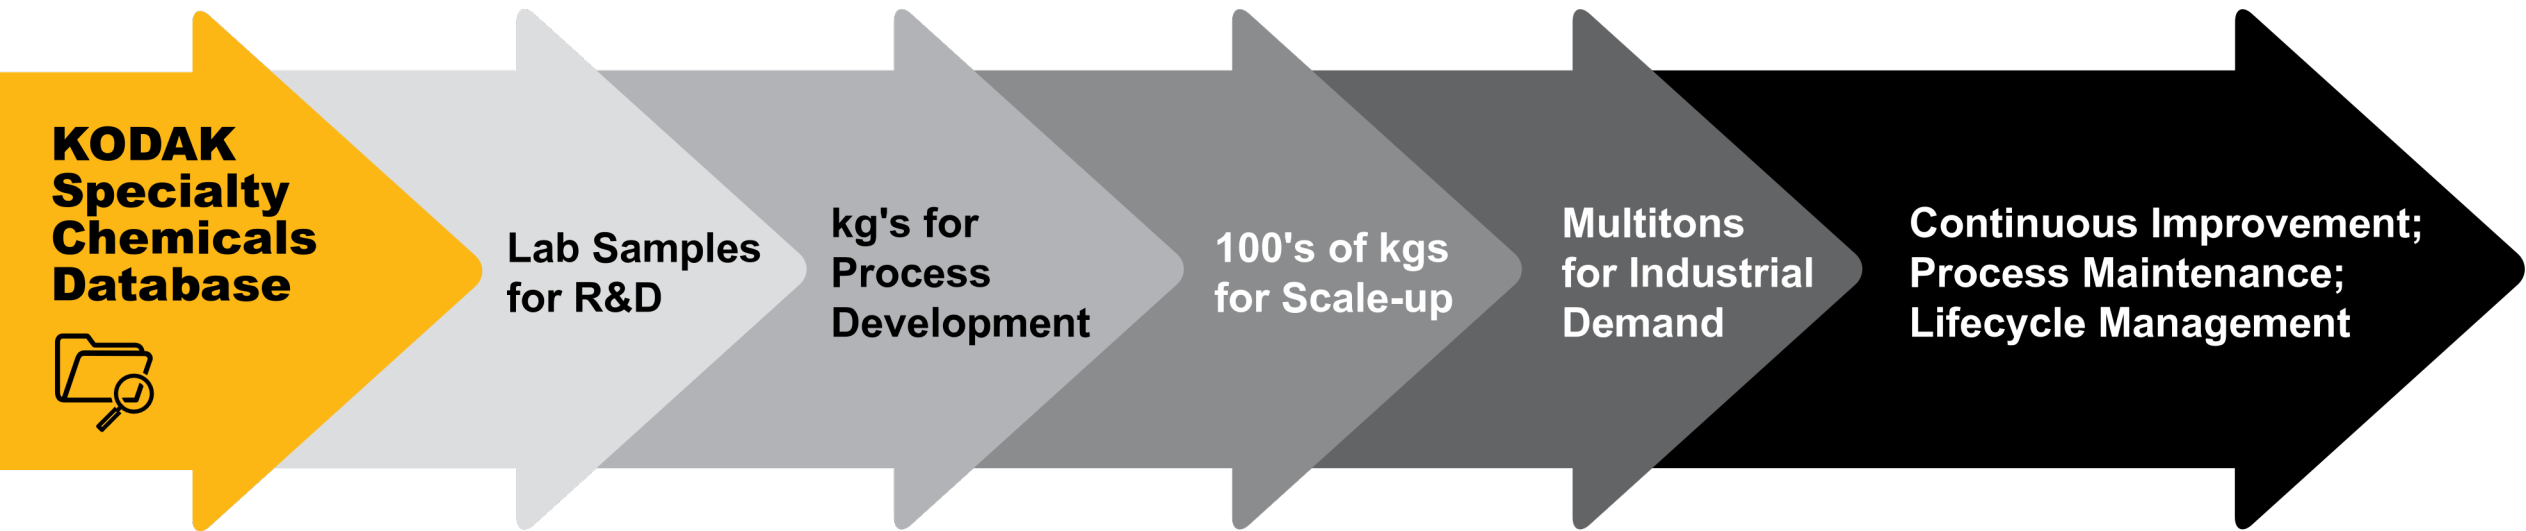 KODAK
Specialty
Chemicals
Database
Lab Samples
for R&D
kg's for
Process
Development
100's of kgs
for Scale-up
Multitons
for Industrial
Demand
Continuous Improvement;
Process Maintenance;
Lifecycle Management